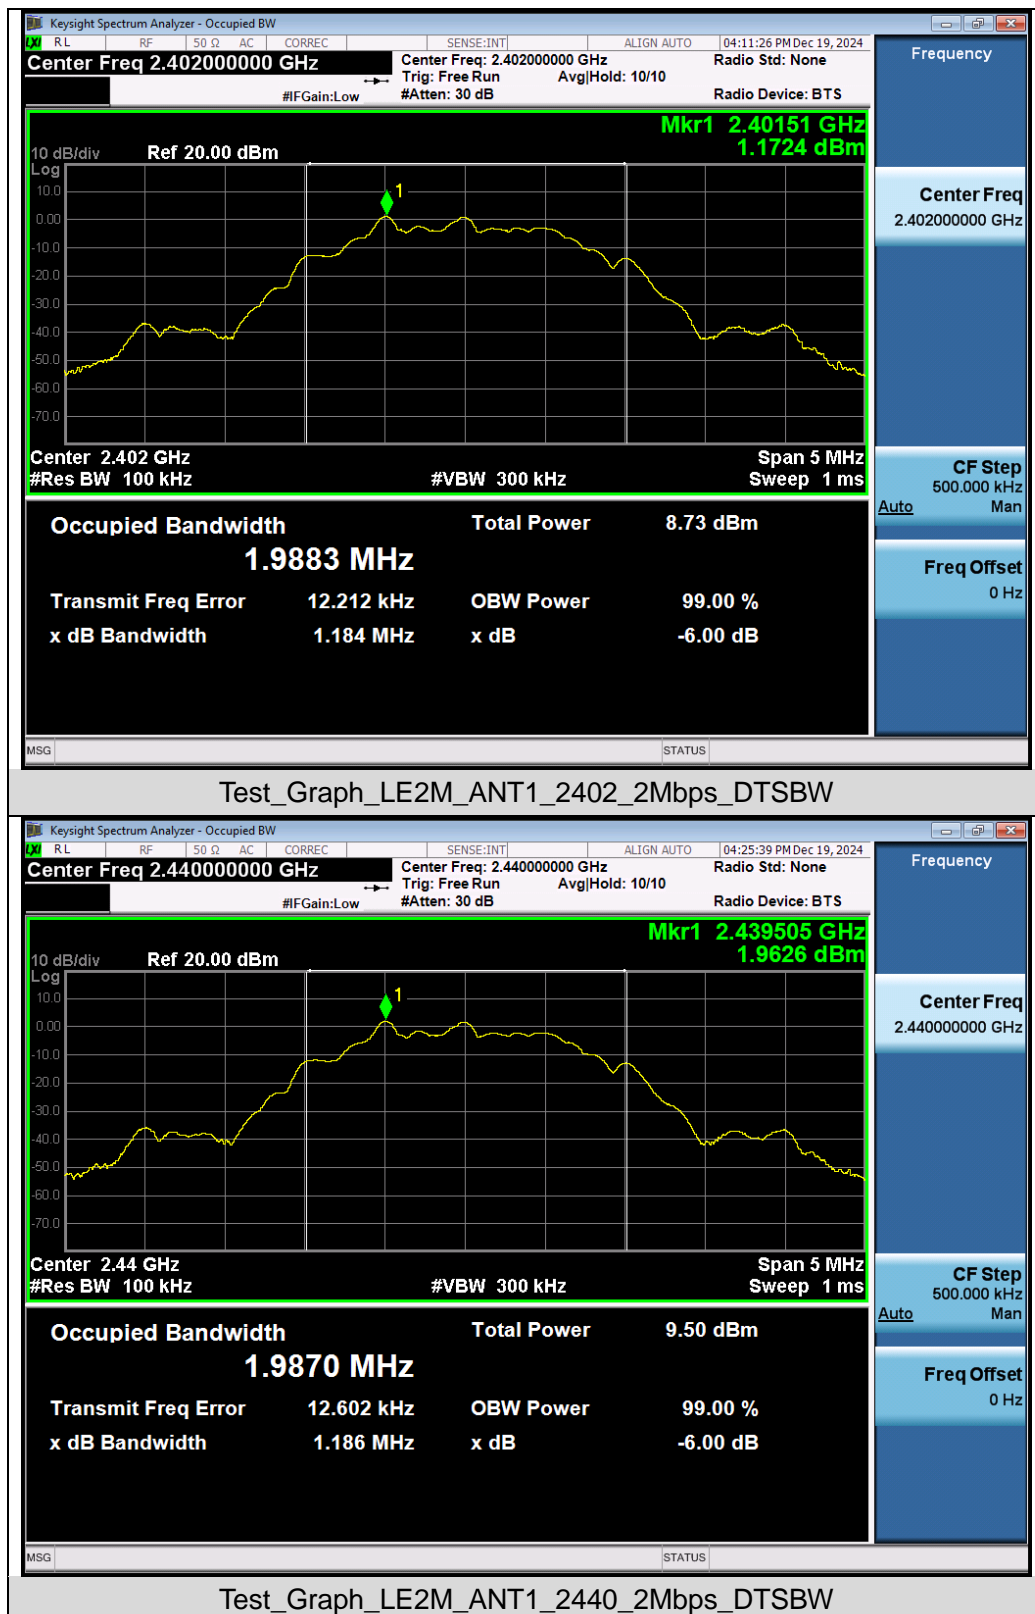 Keysight Spectrum Analyzer - Occupied BW
LXI RL RF 50 Ω AC CORREC SENSE:INT ALIGN AUTO 04:11:26 PM Dec 19, 2024
Center Freq 2.402000000 GHz Center Freq: 2.402000000 GHz Radio Std: None
Trig: Free Run Avg|Hold: 10/10
#IFGain:Low #Atten: 30 dB Radio Device: BTS
Frequency
Mkr1 2.40151 GHz
1.1724 dBm
10 dB/div Ref 20.00 dBm
Log
10.0
0.00
-10.0
-20.0
-30.0
-40.0
-50.0
-60.0
-70.0
1
Center Freq
2.402000000 GHz
Center 2.402 GHz Span 5 MHz
#Res BW 100 kHz #VBW 300 kHz Sweep 1 ms
CF Step
500.000 kHz
Auto Man
Occupied Bandwidth Total Power 8.73 dBm
1.9883 MHz
Transmit Freq Error 12.212 kHz OBW Power 99.00 %
x dB Bandwidth 1.184 MHz x dB -6.00 dB
Freq Offset
0 Hz
MSG STATUS
Test_Graph_LE2M_ANT1_2402_2Mbps_DTSBW
Keysight Spectrum Analyzer - Occupied BW
LXI RL RF 50 Ω AC CORREC SENSE:INT ALIGN AUTO 04:25:39 PM Dec 19, 2024
Center Freq 2.440000000 GHz Center Freq: 2.440000000 GHz Radio Std: None
Trig: Free Run Avg|Hold: 10/10
#IFGain:Low #Atten: 30 dB Radio Device: BTS
Frequency
Mkr1 2.439505 GHz
1.9626 dBm
10 dB/div Ref 20.00 dBm
Log
10.0
0.00
-10.0
-20.0
-30.0
-40.0
-50.0
-60.0
-70.0
1
Center Freq
2.440000000 GHz
Center 2.44 GHz Span 5 MHz
#Res BW 100 kHz #VBW 300 kHz Sweep 1 ms
CF Step
500.000 kHz
Auto Man
Occupied Bandwidth Total Power 9.50 dBm
1.9870 MHz
Transmit Freq Error 12.602 kHz OBW Power 99.00 %
x dB Bandwidth 1.186 MHz x dB -6.00 dB
Freq Offset
0 Hz
MSG STATUS
Test_Graph_LE2M_ANT1_2440_2Mbps_DTSBW